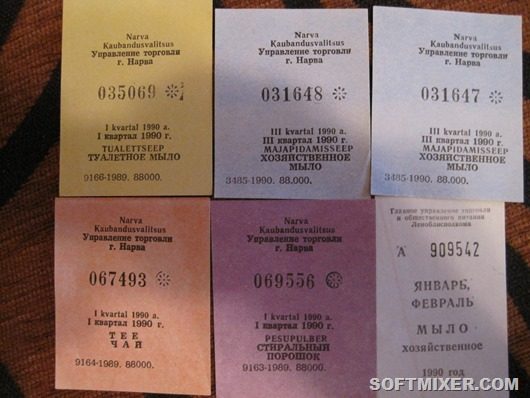 Narva
Kaubandusvalitsus
Управление торговли
г. Нарва
035069
I kvartal 1990 a.
I квартал 1990 г.
TUALETTSEEP
ТУАЛЕТНОЕ МЫЛО
9166-1989. 88000.
Narva
Kaubandusvalitsus
Управление торговли
г. Нарва
031648
III kvartal 1990 a.
III квартал 1990 г.
MAJAPIDAMISSEEP
ХОЗЯЙСТВЕННОЕ
МЫЛО
3485-1990. 88.000.
Narva
Kaubandusvalitsus
Управление торговли
г. Нарва
031647
III kvartal 1990 a.
III квартал 1990 г.
MAJAPIDAMISSEEP
ХОЗЯЙСТВЕННОЕ
МЫЛО
3485-1990. 88.000.
Narva
Kaubandusvalitsus
Управление торговли
г. Нарва
067493
I kvartal 1990 a.
I квартал 1990 г.
TEE
ЧАЙ
9164-1989. 88000.
Narva
Kaubandusvalitsus
Управление торговли
г. Нарва
069556
I kvartal 1990 a.
I квартал 1990 г.
PESUPULBER
СТИРАЛЬНЫЙ
ПОРОШОК
9163-1989. 88000.
Главное управление торговли
и общественного питания
Леноблисполкома
А 909542
ЯНВАРЬ,
ФЕВРАЛЬ
МЫЛО
хозяйственное
1990 год
SOFTMIXER.COM